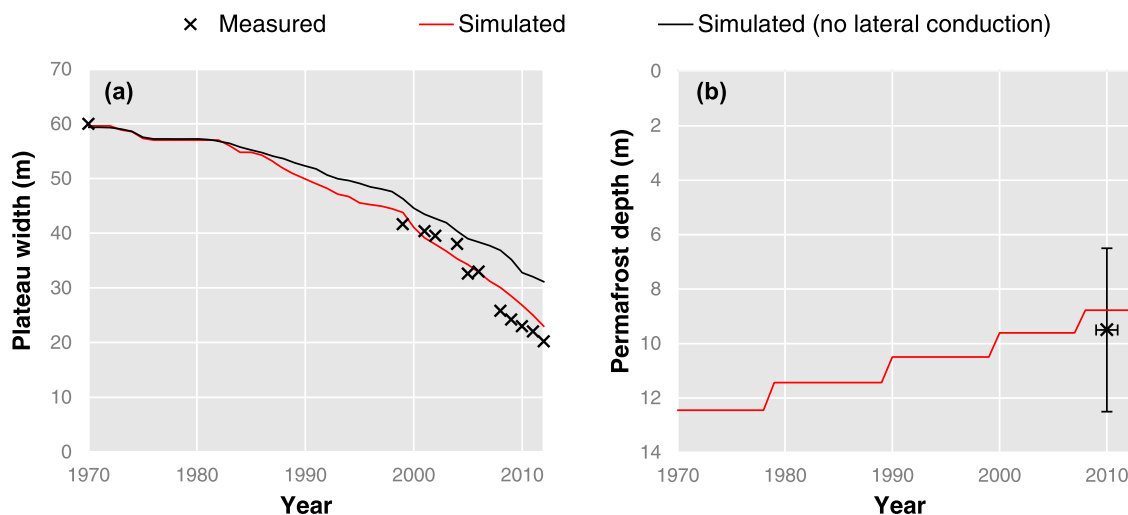 Measured Simulated Simulated (no lateral conduction)
(a)
Plateau width (m)
70
60
50
40
30
20
10
0
1970 1980 1990 2000 2010
Year
(b)
Permafrost depth (m)
0
2
4
6
8
10
12
14
1970 1980 1990 2000 2010
Year